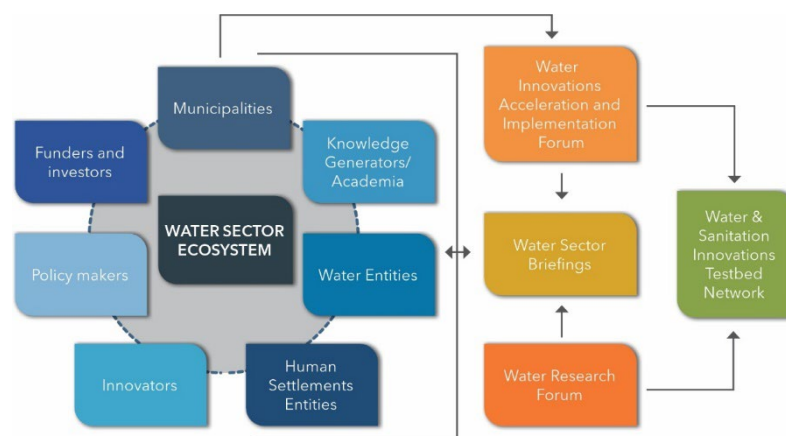 Municipalities
Funders and
investors
Knowledge
Generators/
Academia
WATER SECTOR
ECOSYSTEM
Policy makers
Water Entities
Innovators
Human
Settlements
Entities
Water
Innovations
Acceleration and
Implementation
Forum
Water Sector
Briefings
Water Research
Forum
Water &
Sanitation
Innovations
Testbed
Network